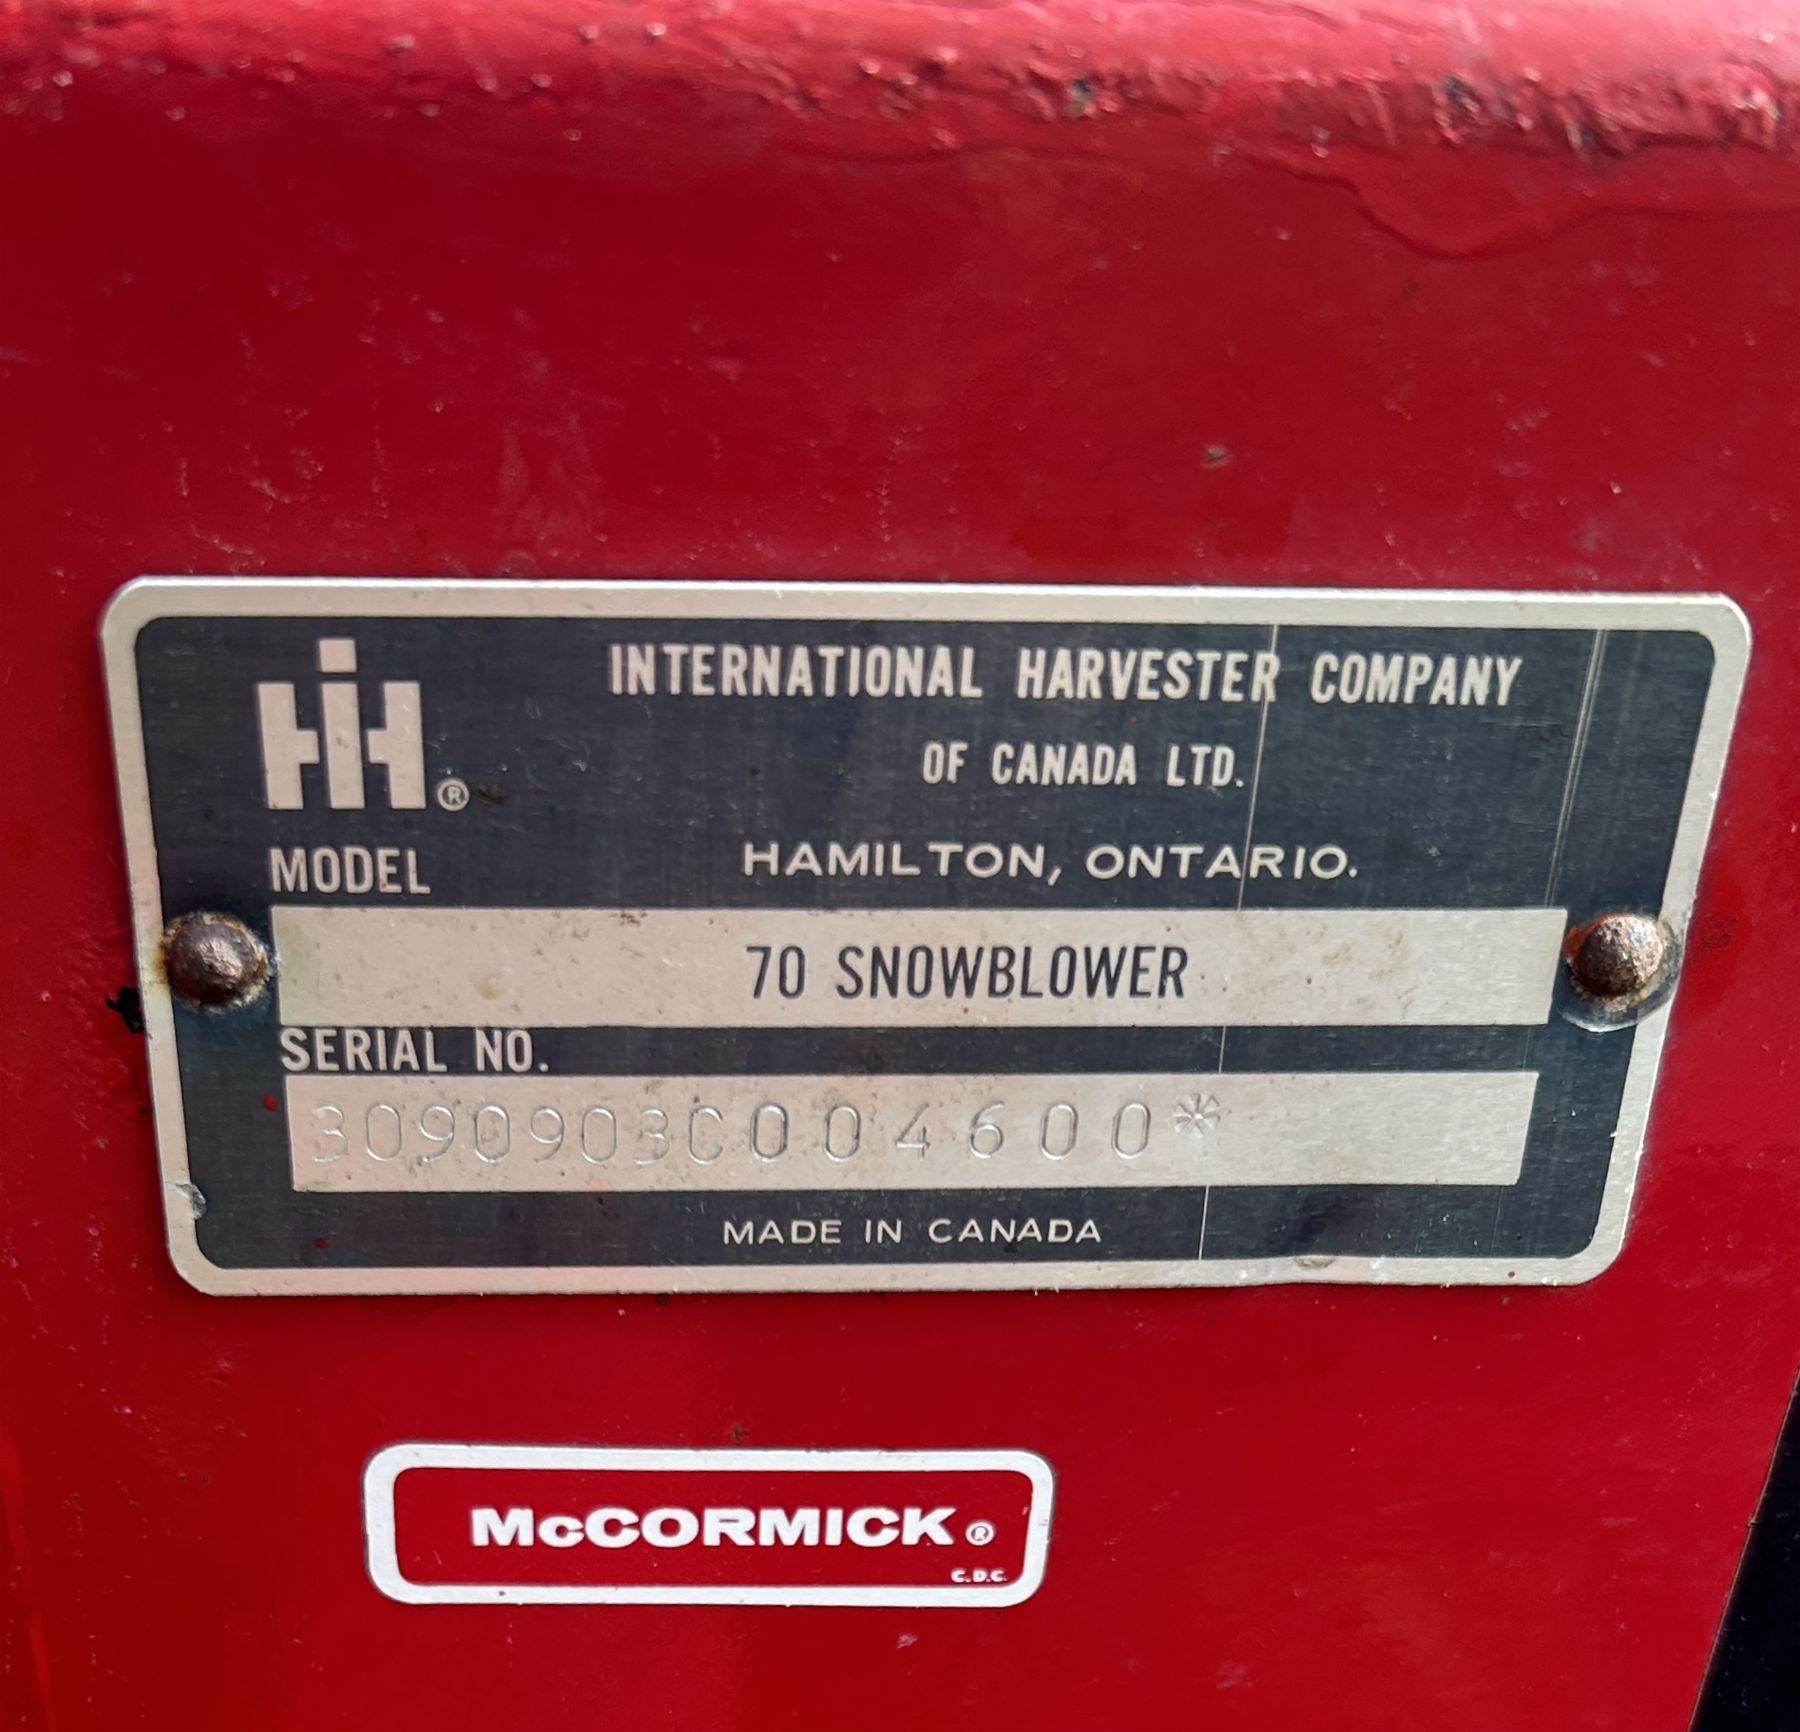 IH®
INTERNATIONAL HARVESTER COMPANY
OF CANADA LTD.
HAMILTON, ONTARIO.
MODEL
70 SNOWBLOWER
SERIAL NO.
3090903C004600*
MADE IN CANADA
McCORMICK®
C.D.C.